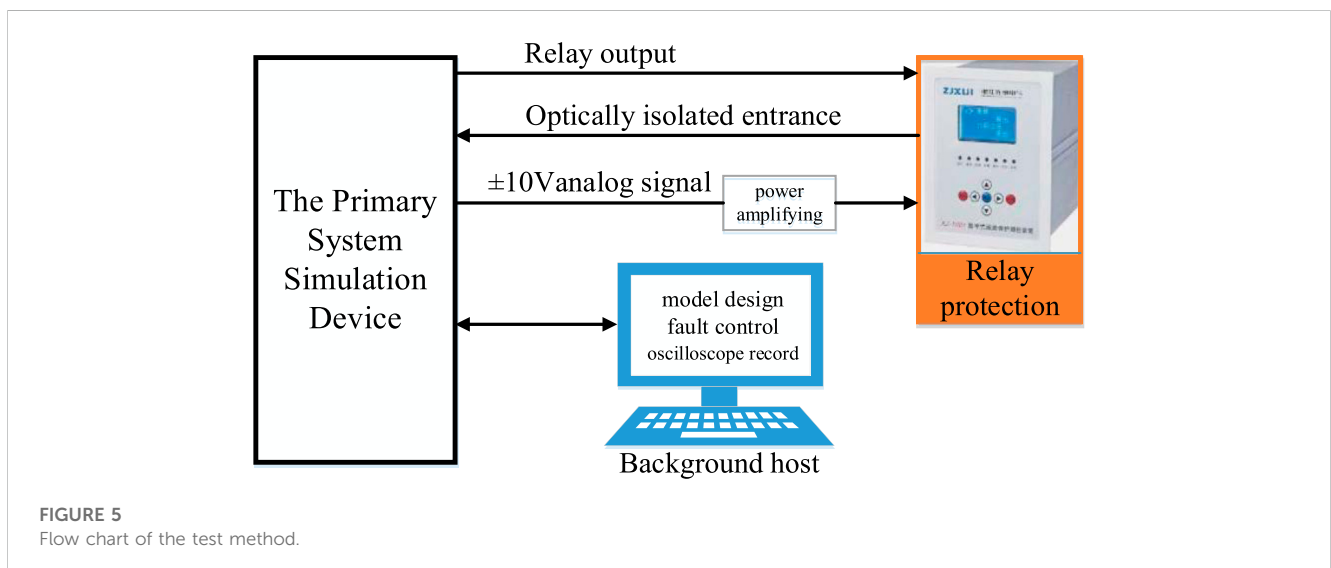 Relay output
Optically isolated entrance
±10Vanalog signal
power
amplifying
The Primary
System
Simulation
Device
ZJXUJI
Relay
protection
model design
fault control
oscilloscope record
Background host
FIGURE 5
Flow chart of the test method.